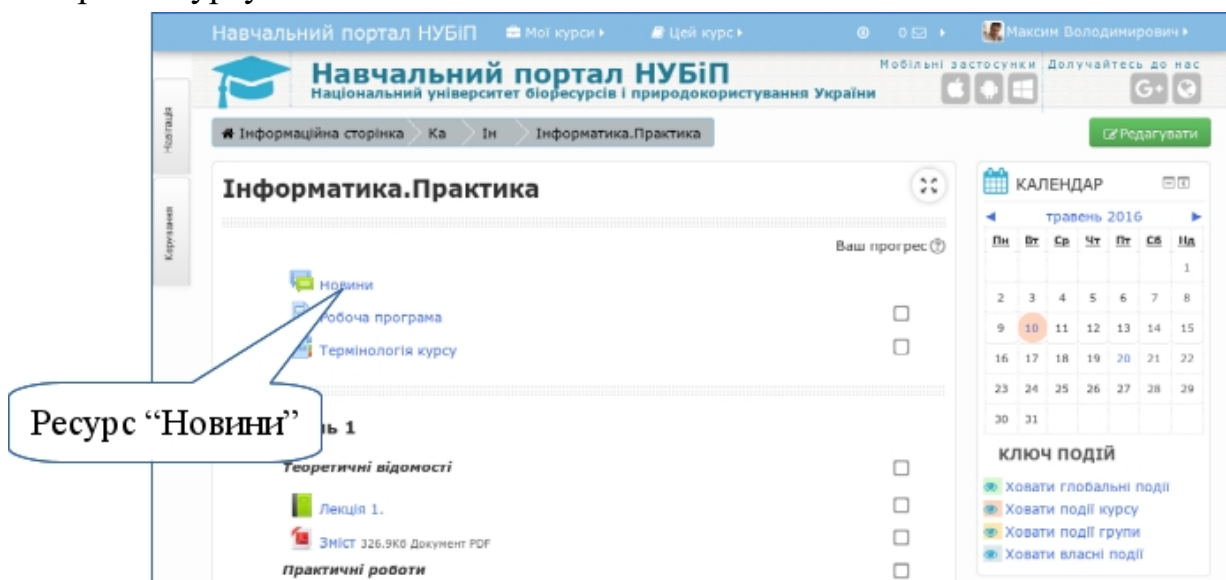 Навчальний портал НУБіП Мої курси Цей курс 0 Максим Володимирович
Навчальний портал НУБіП
Національний університет біоресурсів і природокористування України
Мобільні застосунки Долучайтесь до нас
G+
Навігація
Керування
Інформаційна сторінка Ка Ін Інформатика.Практика
Редагувати
Інформатика.Практика
Ваш прогрес
Новини
Робоча програма
Термінологія курсу
Ресурс “Новини”
ь 1
Теоретичні відомості
Лекція 1.
Зміст 326.9Кб Документ PDF
Практичні роботи
КАЛЕНДАР
травень 2016
Пн Вт Ср Чт Пт Сб Нд
1
2 3 4 5 6 7 8
9 10 11 12 13 14 15
16 17 18 19 20 21 22
23 24 25 26 27 28 29
30 31
КЛЮЧ ПОДІЙ
Ховати глобальні події
Ховати події курсу
Ховати події групи
Ховати власні події